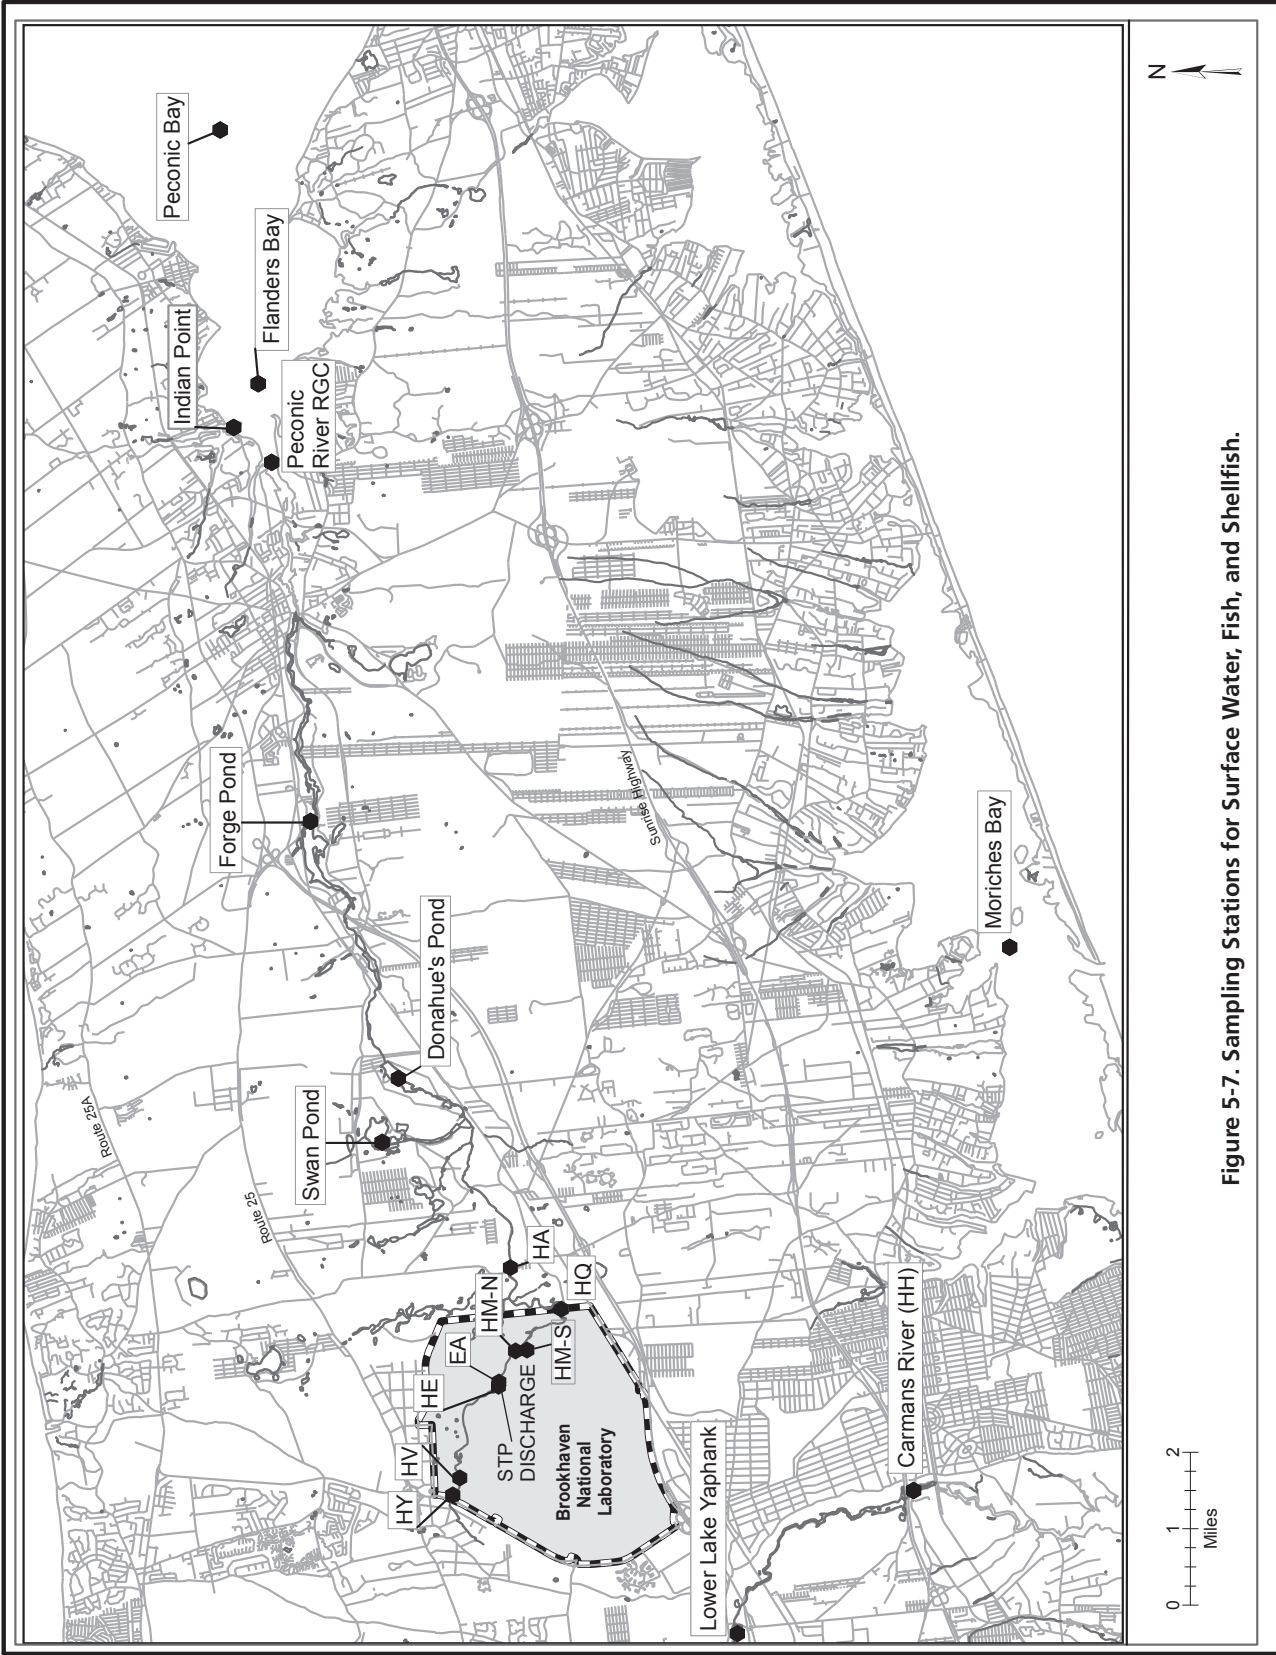 Peconic Bay
Flanders Bay
Indian Point
Peconic
River RGC
Forge Pond
Donahue's Pond
Swan Pond
Route 25A
Route 25
Sunrise Highway
Moriches Bay
HA
HQ
HM-N
HM-S
EA
HE
HV
HY
STP
DISCHARGE
Brookhaven
National
Laboratory
Lower Lake Yaphank
Carmans River (HH)
N
0 1 2
Miles
Figure 5-7. Sampling Stations for Surface Water, Fish, and Shellfish.